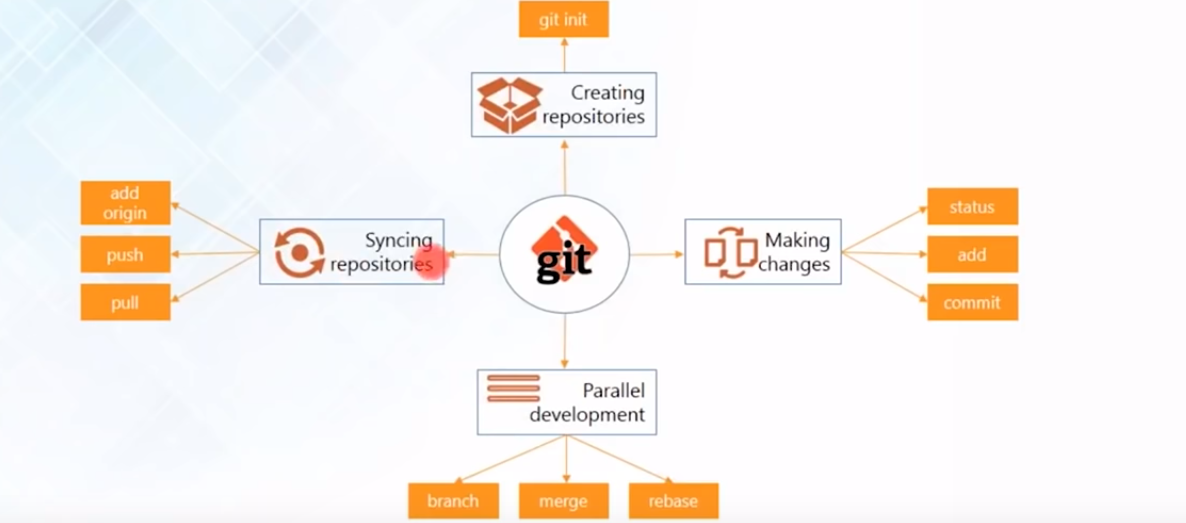 git init
Creating
repositories
add
origin
push
pull
Syncing
repositories
git
Making
changes
status
add
commit
Parallel
development
branch
merge
rebase